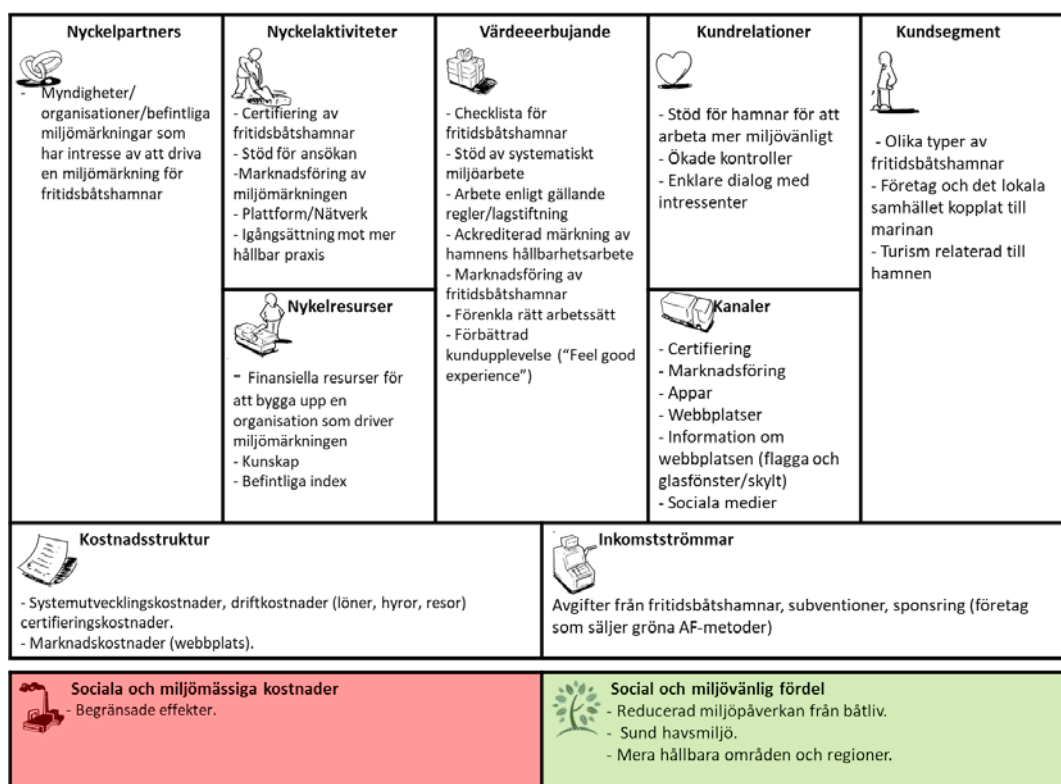 Nyckelpartners
- Myndigheter/
organisationer/befintliga
miljömärkningar som
har intresse av att driva
en miljömärkning för
fritidsbåtshamnar
Nyckelaktiviteter
- Certifiering av
fritidsbåtshamnar
- Stöd för ansökan
-Marknadsföring av
miljömärkningen
- Plattform/Nätverk
- Igångsättning mot mer
hållbar praxis
Nykelresurser
- Finansiella resurser för
att bygga upp en
organisation som driver
miljömärkningen
- Kunskap
- Befintliga index
Värdeeerbujande
- Checklista för
fritidsbåtshamnar
- Stöd av systematiskt
miljöarbete
- Arbete enligt gällande
regler/lagstiftning
- Ackrediterad märkning av
hamnens hållbarhetsarbete
- Marknadsföring av
fritidsbåtshamnar
- Förenkla rätt arbetssätt
- Förbättrad
kundupplevelse (“Feel good
experience”)
Kundrelationer
- Stöd för hamnar för att
arbeta mer miljövänligt
- Ökade kontroller
- Enklare dialog med
intressenter
Kanaler
- Certifiering
- Marknadsföring
- Appar
- Webbplatser
- Information om
webbplatsen (flagga och
glasfönster/skylt)
- Sociala medier
Kundsegment
- Olika typer av
fritidsbåtshamnar
- Företag och det lokala
samhället kopplat till
marinan
- Turism relaterad till
hamnen
Kostnadsstruktur
- Systemutvecklingskostnader, driftkostnader (löner, hyror, resor)
certifieringskostnader.
- Marknadskostnader (webbplats).
Inkomstströmmar
Avgifter från fritidsbåtshamnar, subventioner, sponsring (företag
som säljer gröna AF-metoder)
Sociala och miljömässiga kostnader
- Begränsade effekter.
Social och miljövänlig fördel
- Reducerad miljöpåverkan från båtliv.
- Sund havsmiljö.
- Mera hållbara områden och regioner.